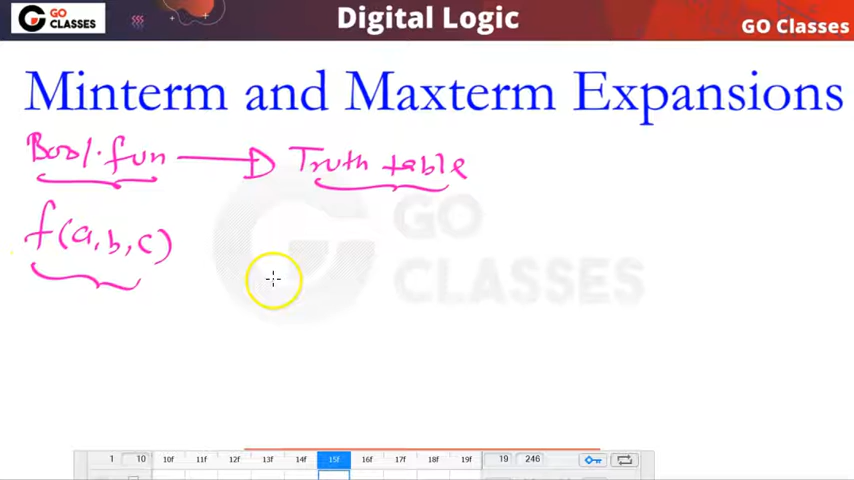 GO CLASSES
Digital Logic
GO Classes
Minterm and Maxterm Expansions
Bool. fun → Truth table
f(a,b,c)
GO CLASSES
1 10 10f 11f 12f 13f 14f 15f 16f 17f 18f 19f 19 246